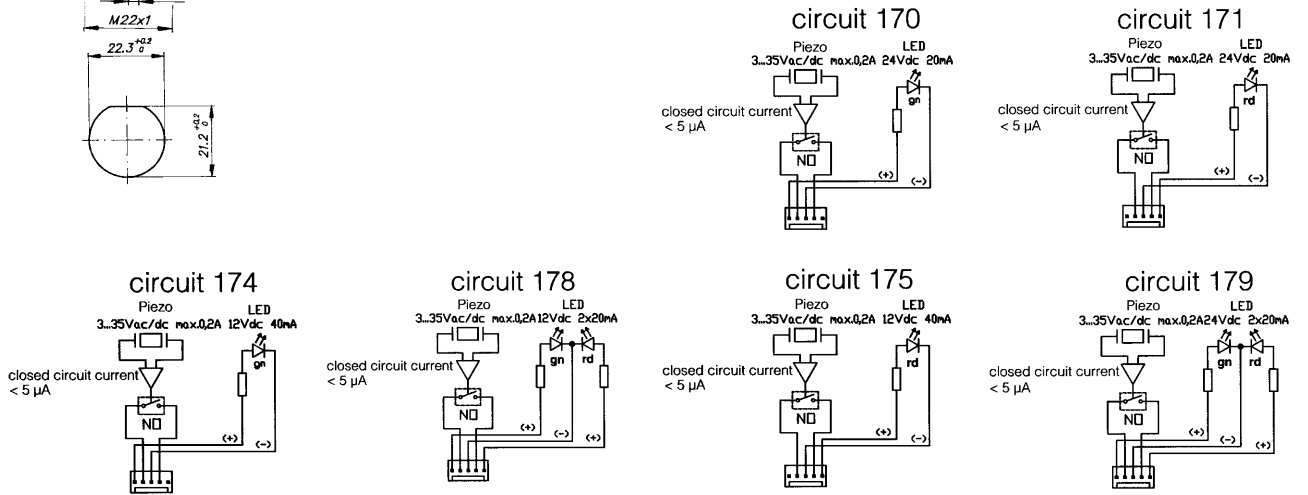 M22x1
22.3 +0.2 0
21.2 +0.2 0
circuit 170
Piezo LED
3...35Vac/dc max.0,2A 24Vdc 20mA
gn
closed circuit current
< 5 µA
NO
(+)
(-)
circuit 171
Piezo LED
3...35Vac/dc max.0,2A 24Vdc 20mA
rd
closed circuit current
< 5 µA
NO
(+)
(-)
circuit 174
Piezo LED
3...35Vac/dc max.0,2A 12Vdc 40mA
gn
closed circuit current
< 5 µA
NO
(+)
(-)
circuit 178
Piezo LED
3...35Vac/dc max.0,2A12Vdc 2x20mA
gn rd
closed circuit current
< 5 µA
NO
(+) (-) (+)
circuit 175
Piezo LED
3...35Vac/dc max.0,2A 12Vdc 40mA
rd
closed circuit current
< 5 µA
NO
(+)
(-)
circuit 179
Piezo LED
3...35Vac/dc max.0,2A24Vdc 2x20mA
gn rd
closed circuit current
< 5 µA
NO
(+) (-) (+)